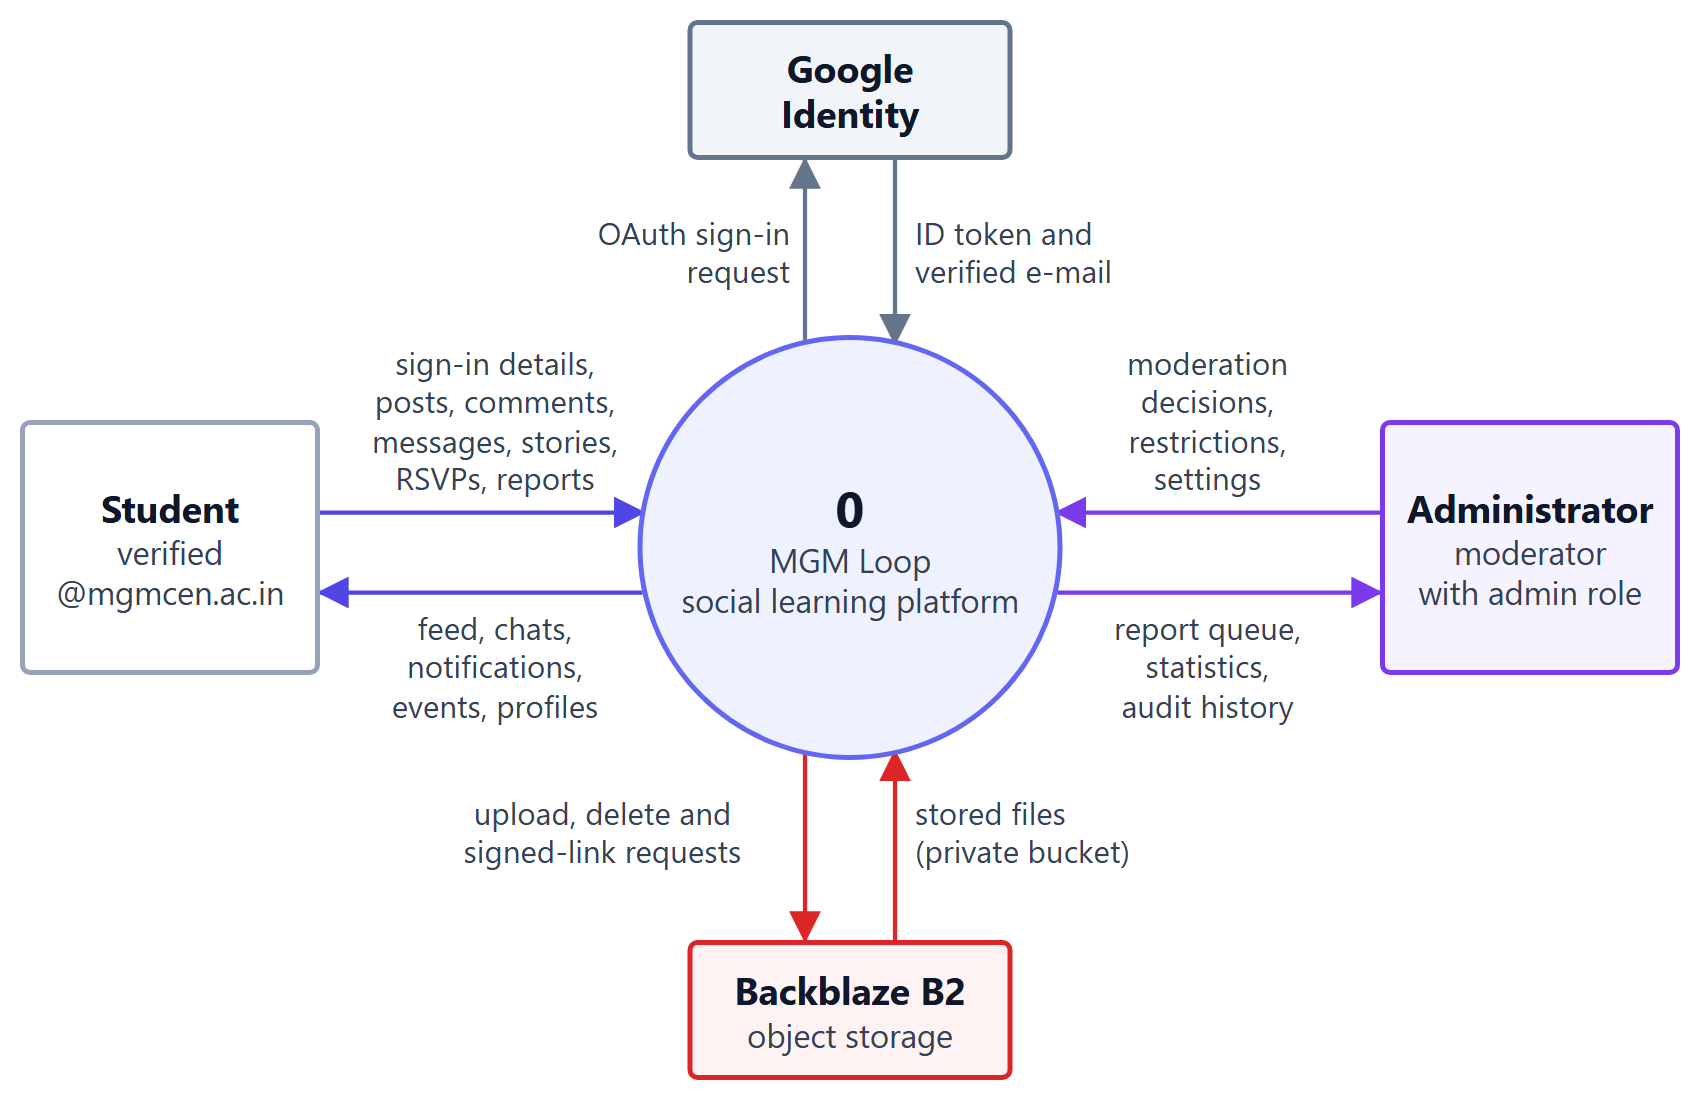 Google
Identity
OAuth sign-in
request
ID token and
verified e-mail
sign-in details,
posts, comments,
messages, stories,
RSVPs, reports
moderation
decisions,
restrictions,
settings
Student
verified
@mgmcen.ac.in
0
MGM Loop
social learning platform
Administrator
moderator
with admin role
feed, chats,
notifications,
events, profiles
report queue,
statistics,
audit history
upload, delete and
signed-link requests
stored files
(private bucket)
Backblaze B2
object storage